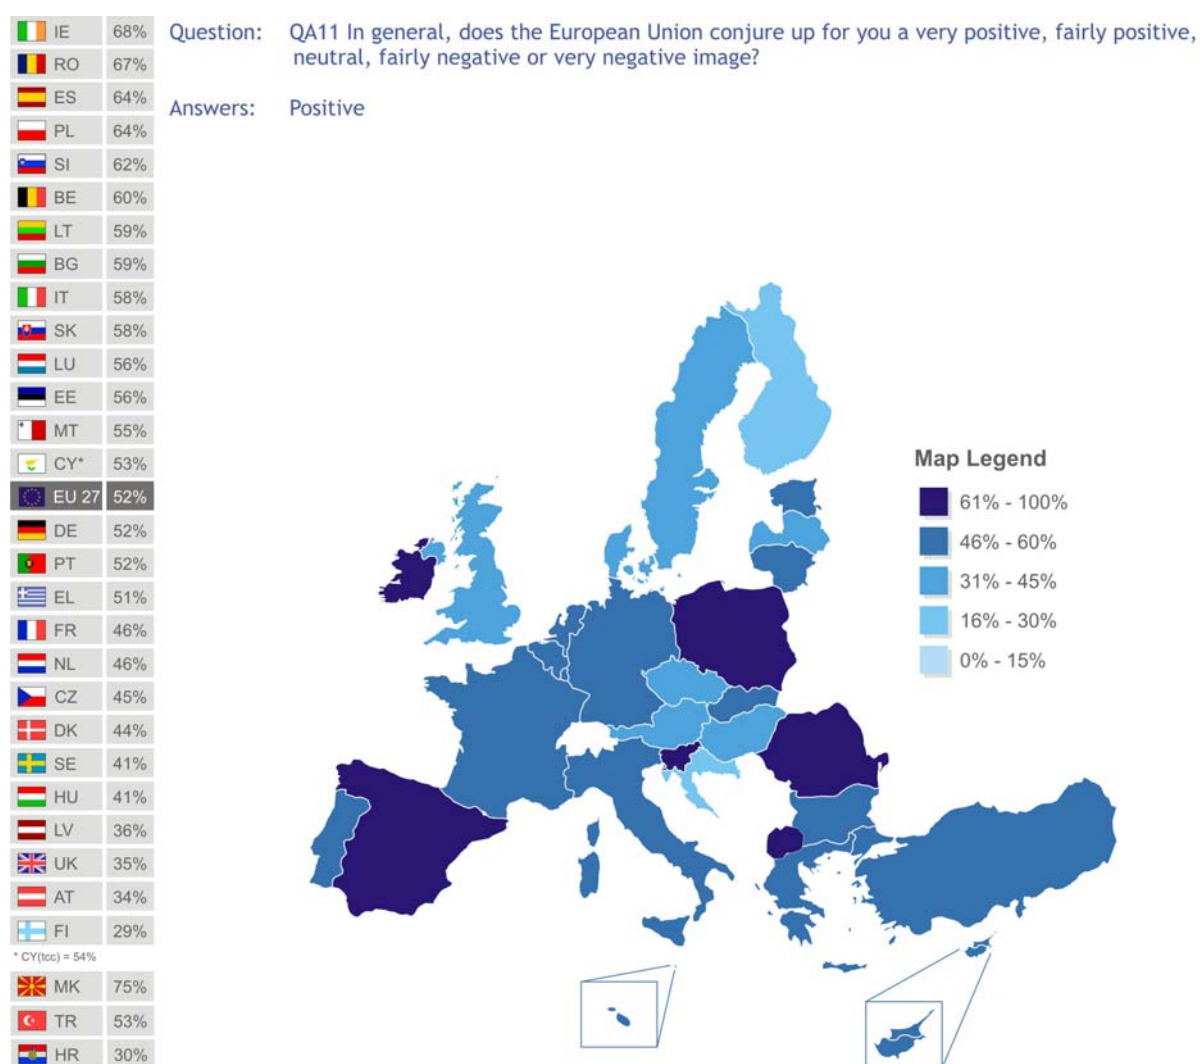 IE 68%
RO 67%
ES 64%
PL 64%
SI 62%
BE 60%
LT 59%
BG 59%
IT 58%
SK 58%
LU 56%
EE 56%
MT 55%
CY* 53%
EU 27 52%
DE 52%
PT 52%
EL 51%
FR 46%
NL 46%
CZ 45%
DK 44%
SE 41%
HU 41%
LV 36%
UK 35%
AT 34%
FI 29%
* CY(tcc) = 54%
MK 75%
TR 53%
HR 30%
Question: QA11 In general, does the European Union conjure up for you a very positive, fairly positive,
neutral, fairly negative or very negative image?
Answers: Positive
Map Legend
61% - 100%
46% - 60%
31% - 45%
16% - 30%
0% - 15%